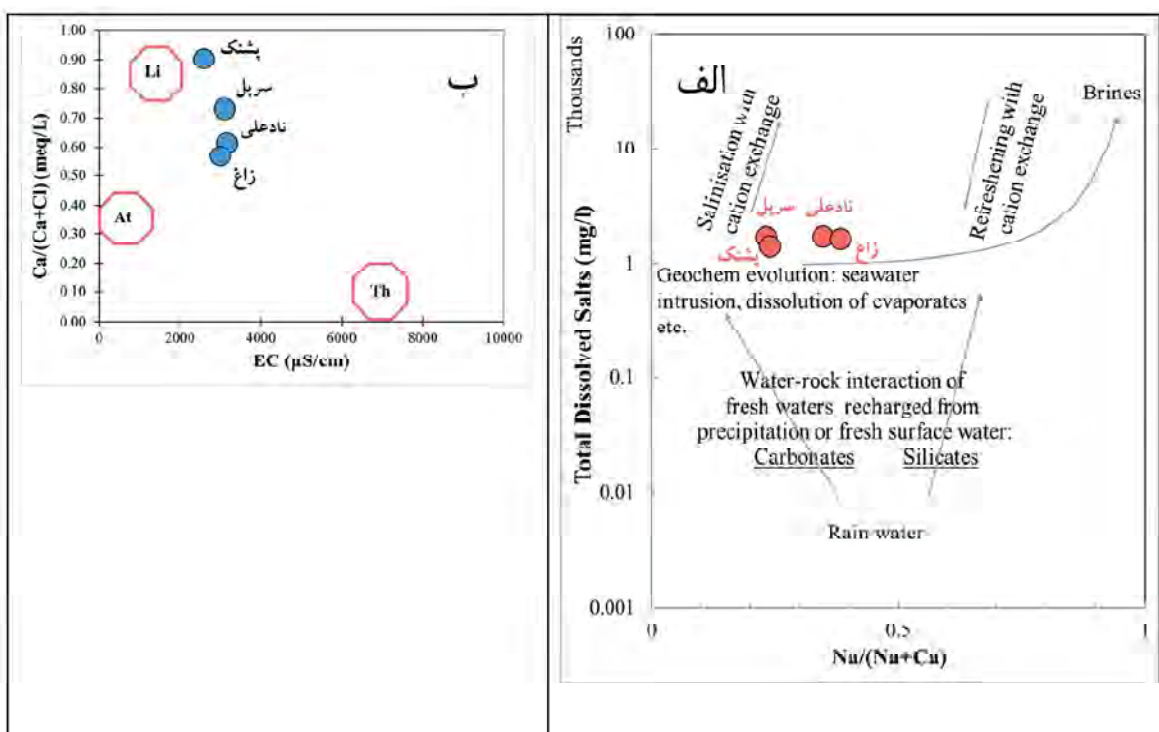 ب
1.00
0.90
0.80
0.70
0.60
0.50
0.40
0.30
0.20
0.10
0.00
Ca/(Ca+Cl) (meq/L)
Li
At
Th
پشنک
سرپل
نادعلی
زاغ
0
2000
4000
6000
8000
10000
EC (µS/cm)
الف
Thousands
Total Dissolved Salts (mg/l)
100
10
1
0.1
0.01
0.001
Salinisation with
cation exchange
Refreshening with
cation exchange
Brines
سرپل
نادعلی
پشنک
زاغ
Geochem evolution: seawater
intrusion, dissolution of evaporates
etc.
Water-rock interaction of
fresh waters recharged from
precipitation or fresh surface water:
Carbonates Silicates
Rain water
0
0.5
1
Na/(Na+Ca)